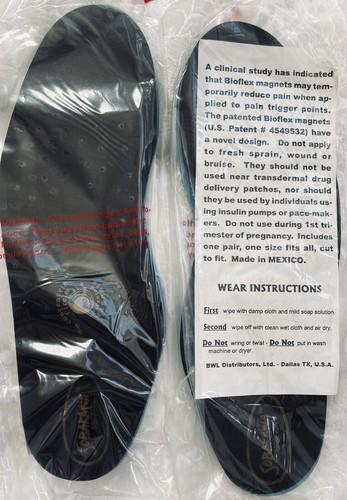 A clinical study has indicated
that Bioflex magnets may tem-
porarily reduce pain when ap-
plied to pain trigger points.
The patented Bioflex magnets
(U.S. Patent # 4549532) have
a novel design. Do not apply
to fresh sprain, wound or
bruise. They should not be
used near transdermal drug
delivery patches, nor should
they be used by individuals us-
ing insulin pumps or pace-mak-
ers. Do not use during 1st tri-
mester of pregnancy. Includes
one pair, one size fits all, cut
to fit. Made in MEXICO.
WEAR INSTRUCTIONS
First wipe with damp cloth and mild soap solution.
Second wipe off with clean wet cloth and air dry.
Do Not wring or twist - Do Not put in wash
machine or dryer.
BWL Distributors, Ltd. - Dallas TX, U.S.A.